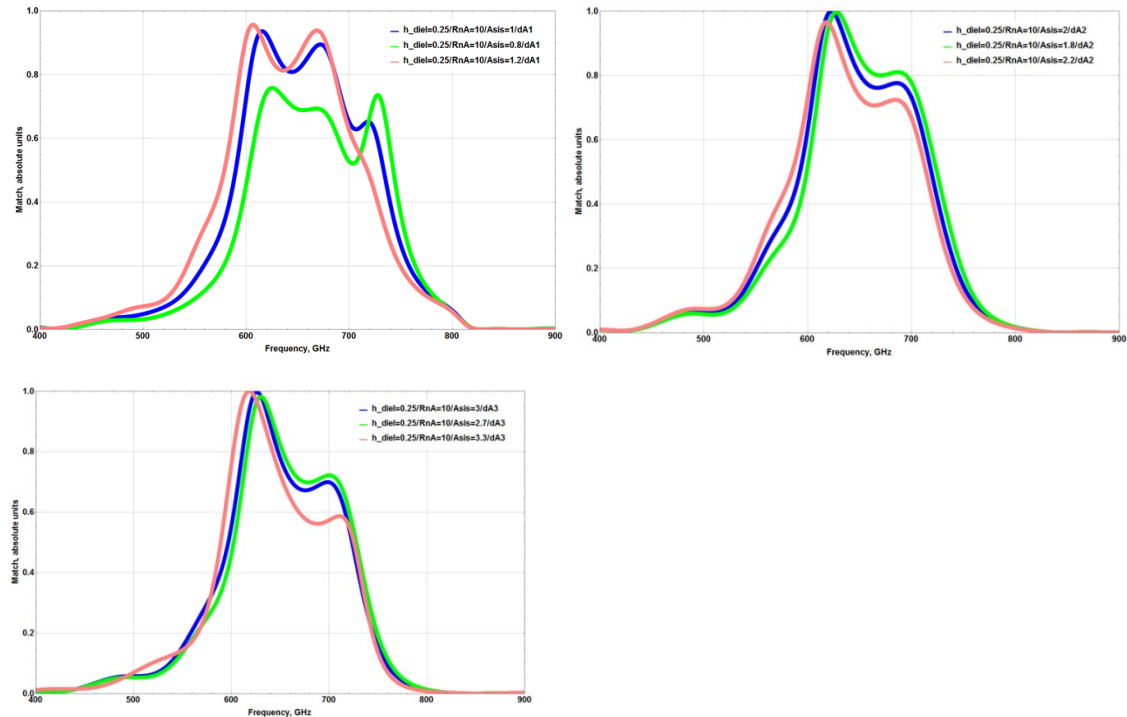 1.0
h_diel=0.25/RnA=10/Asis=1/dA1
h_diel=0.25/RnA=10/Asis=0.8/dA1
h_diel=0.25/RnA=10/Asis=1.2/dA1
0.8
0.6
0.4
0.2
0.0
Match, absolute units
400 500 600 700 800 900
Frequency, GHz
1.0
h_diel=0.25/RnA=10/Asis=2/dA2
h_diel=0.25/RnA=10/Asis=1.8/dA2
h_diel=0.25/RnA=10/Asis=2.2/dA2
0.8
0.6
0.4
0.2
0.0
Match, absolute units
400 500 600 700 800 900
Frequency, GHz
1.0
h_diel=0.25/RnA=10/Asis=3/dA3
h_diel=0.25/RnA=10/Asis=2.7/dA3
h_diel=0.25/RnA=10/Asis=3.3/dA3
0.8
0.6
0.4
0.2
0.0
Match, absolute units
400 500 600 700 800 900
Frequency, GHz